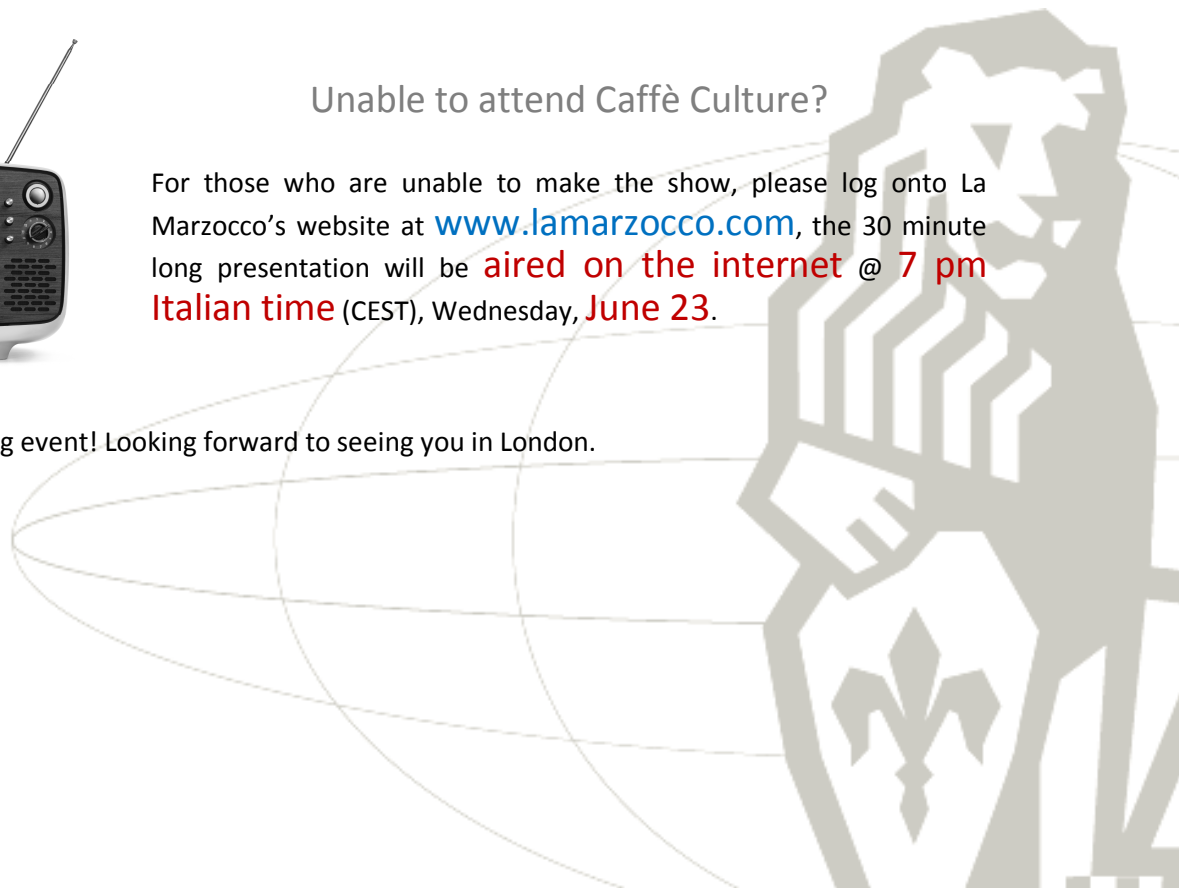 Unable to attend Caffè Culture?
For those who are unable to make the show, please log onto La
Marzocco’s website at www.lamarzocco.com, the 30 minute
long presentation will be aired on the internet @ 7 pm
Italian time (CEST), Wednesday, June 23.
g event! Looking forward to seeing you in London.